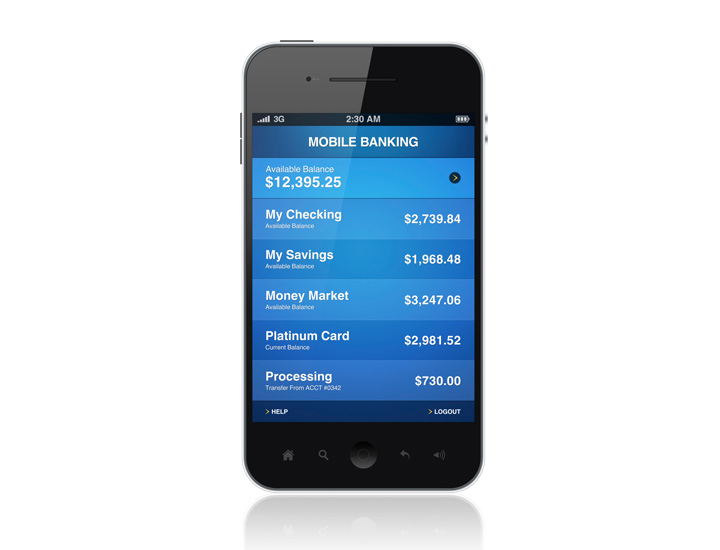 3G 2:30 AM
MOBILE BANKING
Available Balance
$12,395.25
My Checking $2,739.84
Available Balance
My Savings $1,968.48
Available Balance
Money Market $3,247.06
Available Balance
Platinum Card $2,981.52
Current Balance
Processing $730.00
Transfer From ACCT #0342
> HELP > LOGOUT